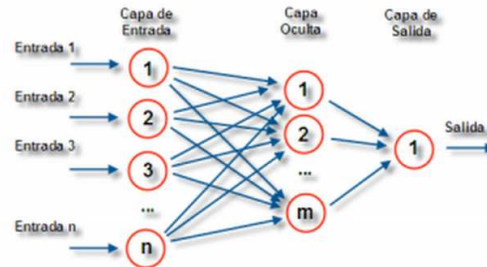 Capa de
Entrada
Capa
Oculta
Capa de
Salida
Entrada 1
1
Entrada 2
2
Entrada 3
3
...
Entrada n
n
1
2
...
m
1
Salida